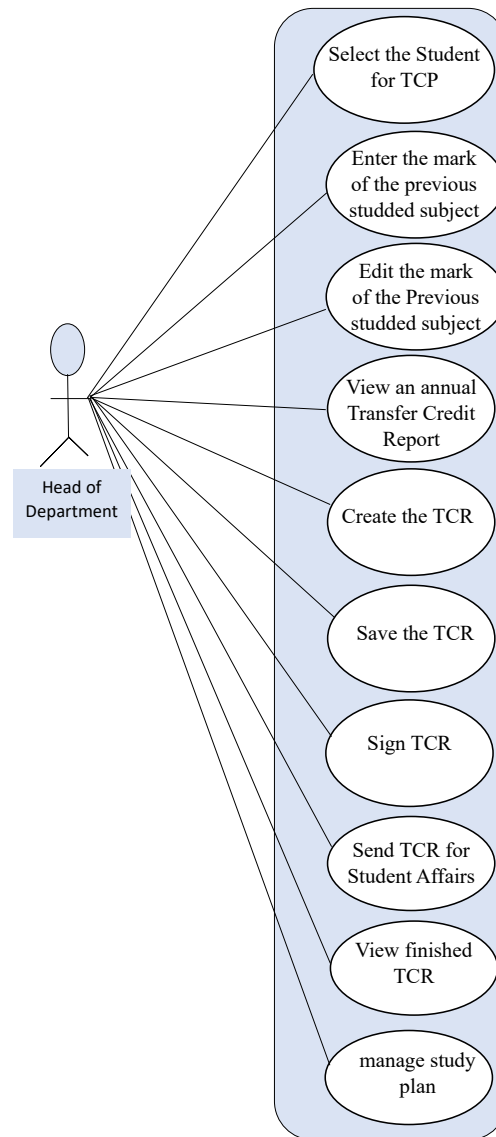 Select the Student
for TCP
Enter the mark
of the previous
studded subject
Edit the mark
of the Previous
studded subject
View an annual
Transfer Credit
Report
Head of
Department
Create the TCR
Save the TCR
Sign TCR
Send TCR for
Student Affairs
View finished
TCR
manage study
plan